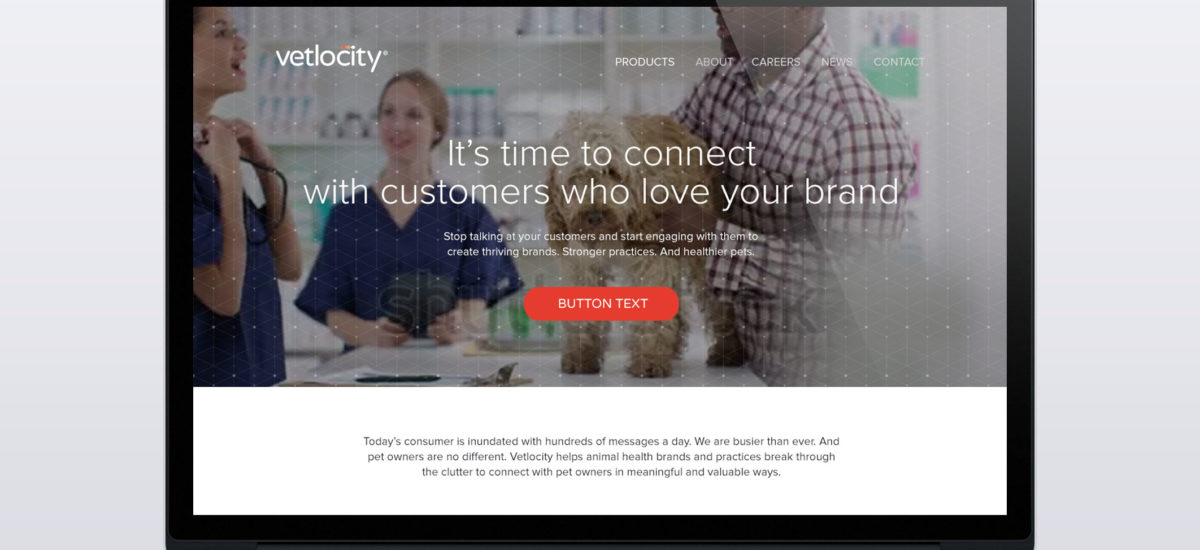 vetlocity®
PRODUCTS ABOUT CAREERS NEWS CONTACT
It's time to connect
with customers who love your brand
Stop talking at your customers and start engaging with them to
create thriving brands. Stronger practices. And healthier pets.
BUTTON TEXT
Today's consumer is inundated with hundreds of messages a day. We are busier than ever. And
pet owners are no different. Vetlocity helps animal health brands and practices break through
the clutter to connect with pet owners in meaningful and valuable ways.